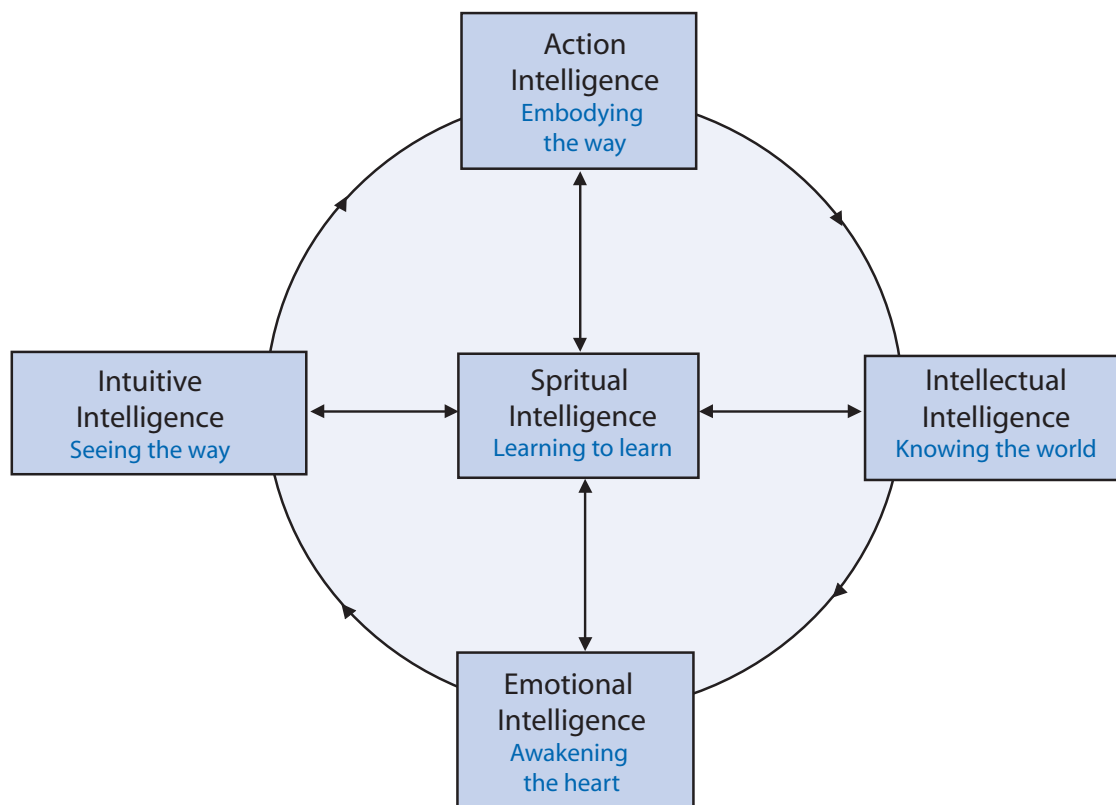 Action
Intelligence
Embodying
the way
Intuitive
Intelligence
Seeing the way
Spritual
Intelligence
Learning to learn
Intellectual
Intelligence
Knowing the world
Emotional
Intelligence
Awakening
the heart